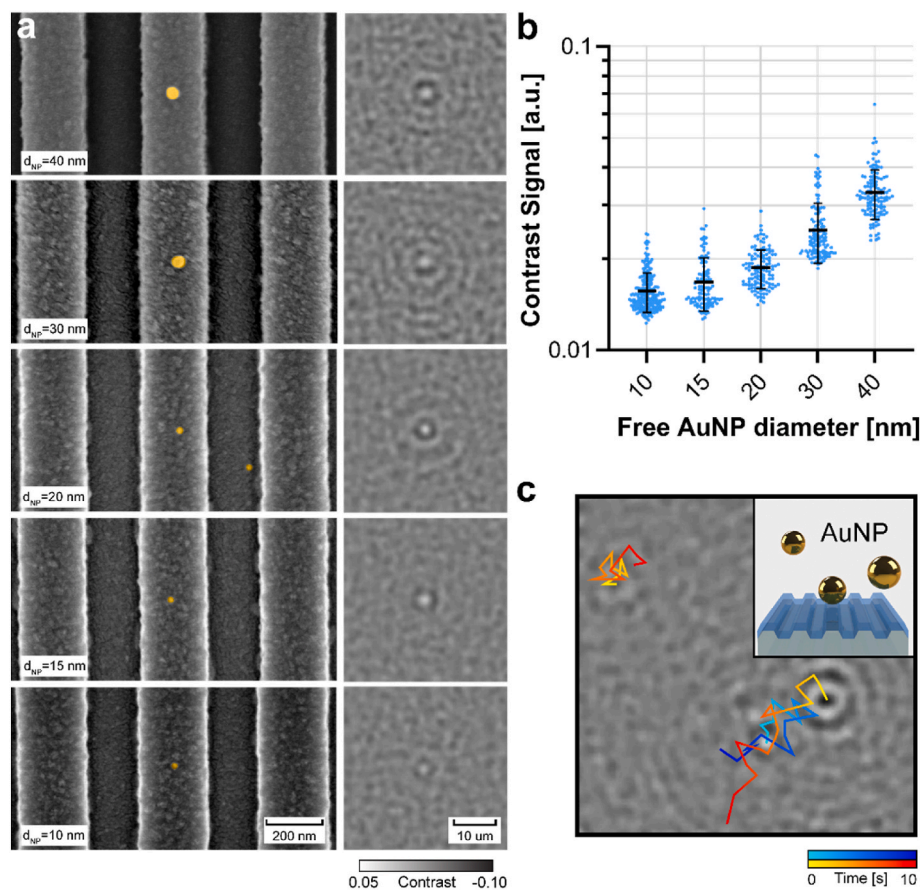 a
d_NP=40 nm
d_NP=30 nm
d_NP=20 nm
d_NP=15 nm
d_NP=10 nm
200 nm
10 um
0.05 Contrast -0.10
b
Contrast Signal [a.u.]
0.1
0.01
10 15 20 30 40
Free AuNP diameter [nm]
c
AuNP
0 Time [s] 10